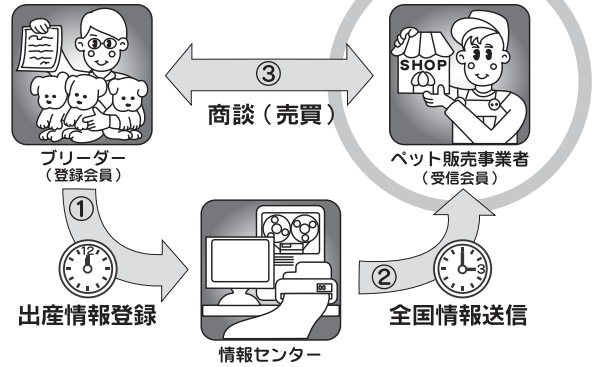 SHOP
③
商談（売買）
ブリーダー
（登録会員）
ペット販売事業者
（受信会員）
①
12
出産情報登録
②
3
全国情報送信
情報センター